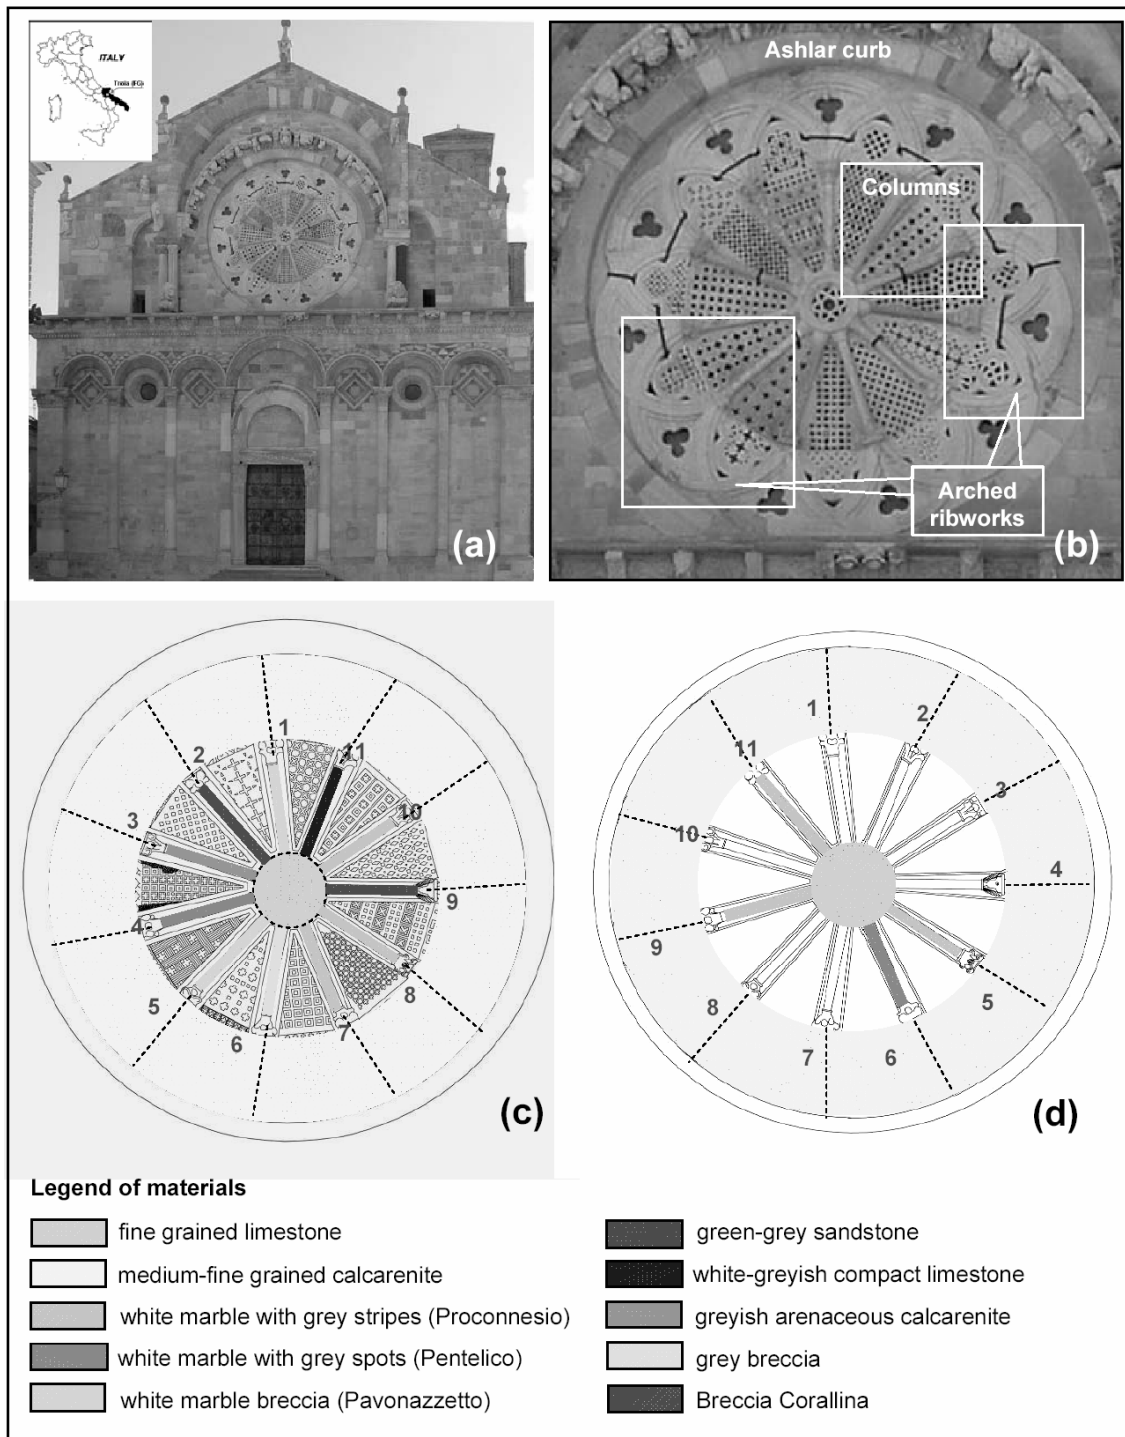 ITALY
Troia (FG)
(a)
Ashlar curb
Columns
Arched
ribworks
(b)
1
2
3
4
5
6
7
8
9
10
11
(c)
1
2
3
4
5
6
7
8
9
10
11
(d)
Legend of materials
fine grained limestone
medium-fine grained calcarenite
white marble with grey stripes (Proconnesio)
white marble with grey spots (Pentelico)
white marble breccia (Pavonazzetto)
green-grey sandstone
white-greyish compact limestone
greyish arenaceous calcarenite
grey breccia
Breccia Corallina